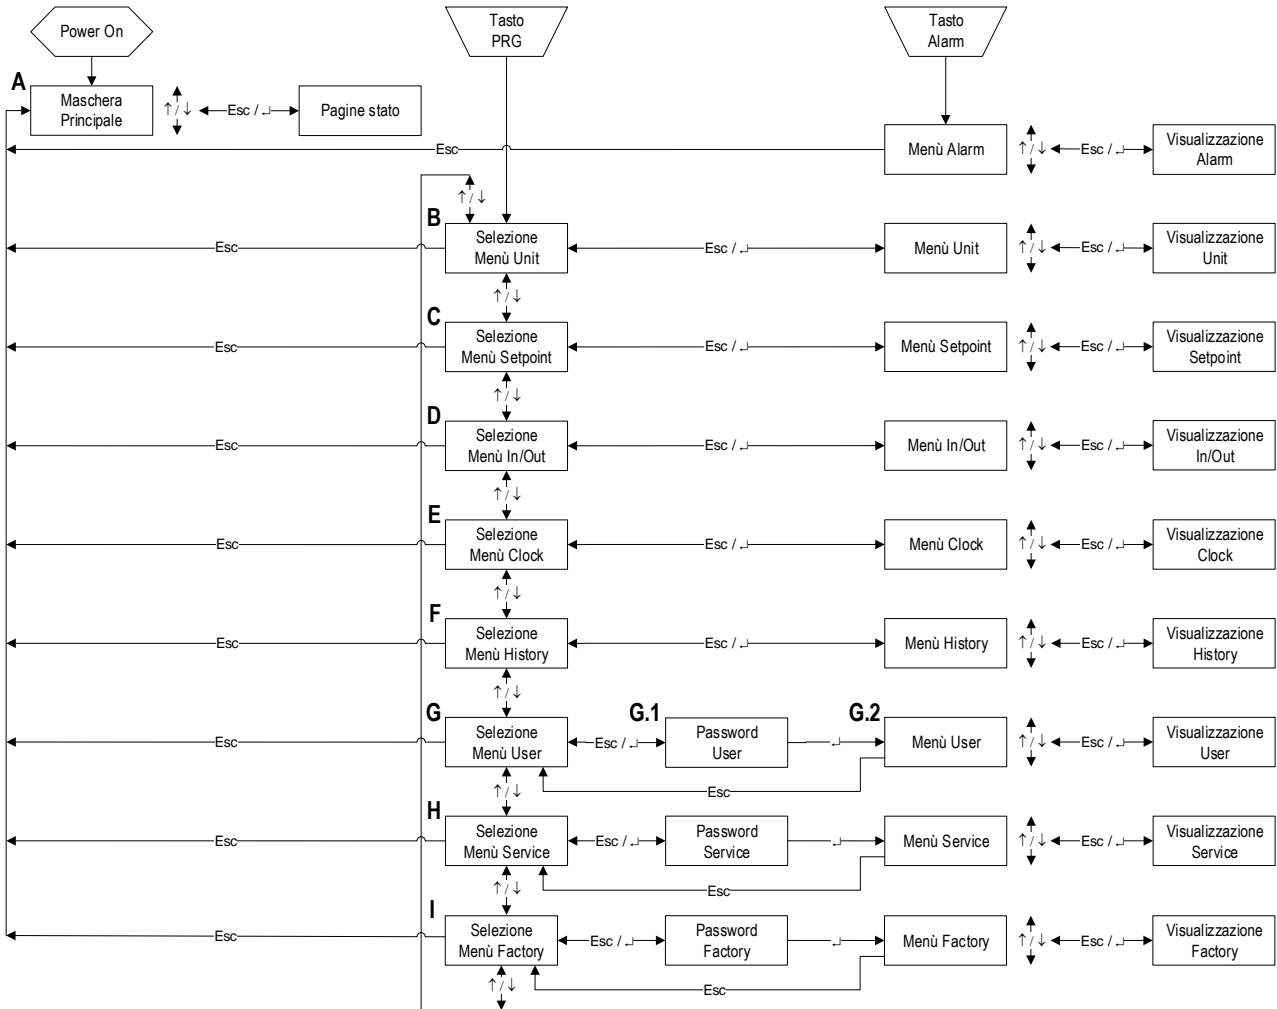 Power On
Tasto
PRG
Tasto
Alarm
A
Maschera
Principale
↑ / ↓
Esc / ↵
Pagine stato
Esc
Menù Alarm
↑ / ↓
Esc / ↵
Visualizzazione
Alarm
↑ / ↓
B
Esc
Selezione
Menù Unit
Esc / ↵
Menù Unit
↑ / ↓
Esc / ↵
Visualizzazione
Unit
↑ / ↓
C
Esc
Selezione
Menù Setpoint
Esc / ↵
Menù Setpoint
↑ / ↓
Esc / ↵
Visualizzazione
Setpoint
↑ / ↓
D
Esc
Selezione
Menù In/Out
Esc / ↵
Menù In/Out
↑ / ↓
Esc / ↵
Visualizzazione
In/Out
↑ / ↓
E
Esc
Selezione
Menù Clock
Esc / ↵
Menù Clock
↑ / ↓
Esc / ↵
Visualizzazione
Clock
↑ / ↓
F
Esc
Selezione
Menù History
Esc / ↵
Menù History
↑ / ↓
Esc / ↵
Visualizzazione
History
↑ / ↓
G
Esc
Selezione
Menù User
Esc / ↵
G.1
Password
User
↵
G.2
Menù User
↑ / ↓
Esc / ↵
Visualizzazione
User
Esc
↑ / ↓
H
Esc
Selezione
Menù Service
Esc / ↵
Password
Service
↵
Menù Service
↑ / ↓
Esc / ↵
Visualizzazione
Service
Esc
↑ / ↓
I
Esc
Selezione
Menù Factory
Esc / ↵
Password
Factory
↵
Menù Factory
↑ / ↓
Esc / ↵
Visualizzazione
Factory
Esc
↑ / ↓